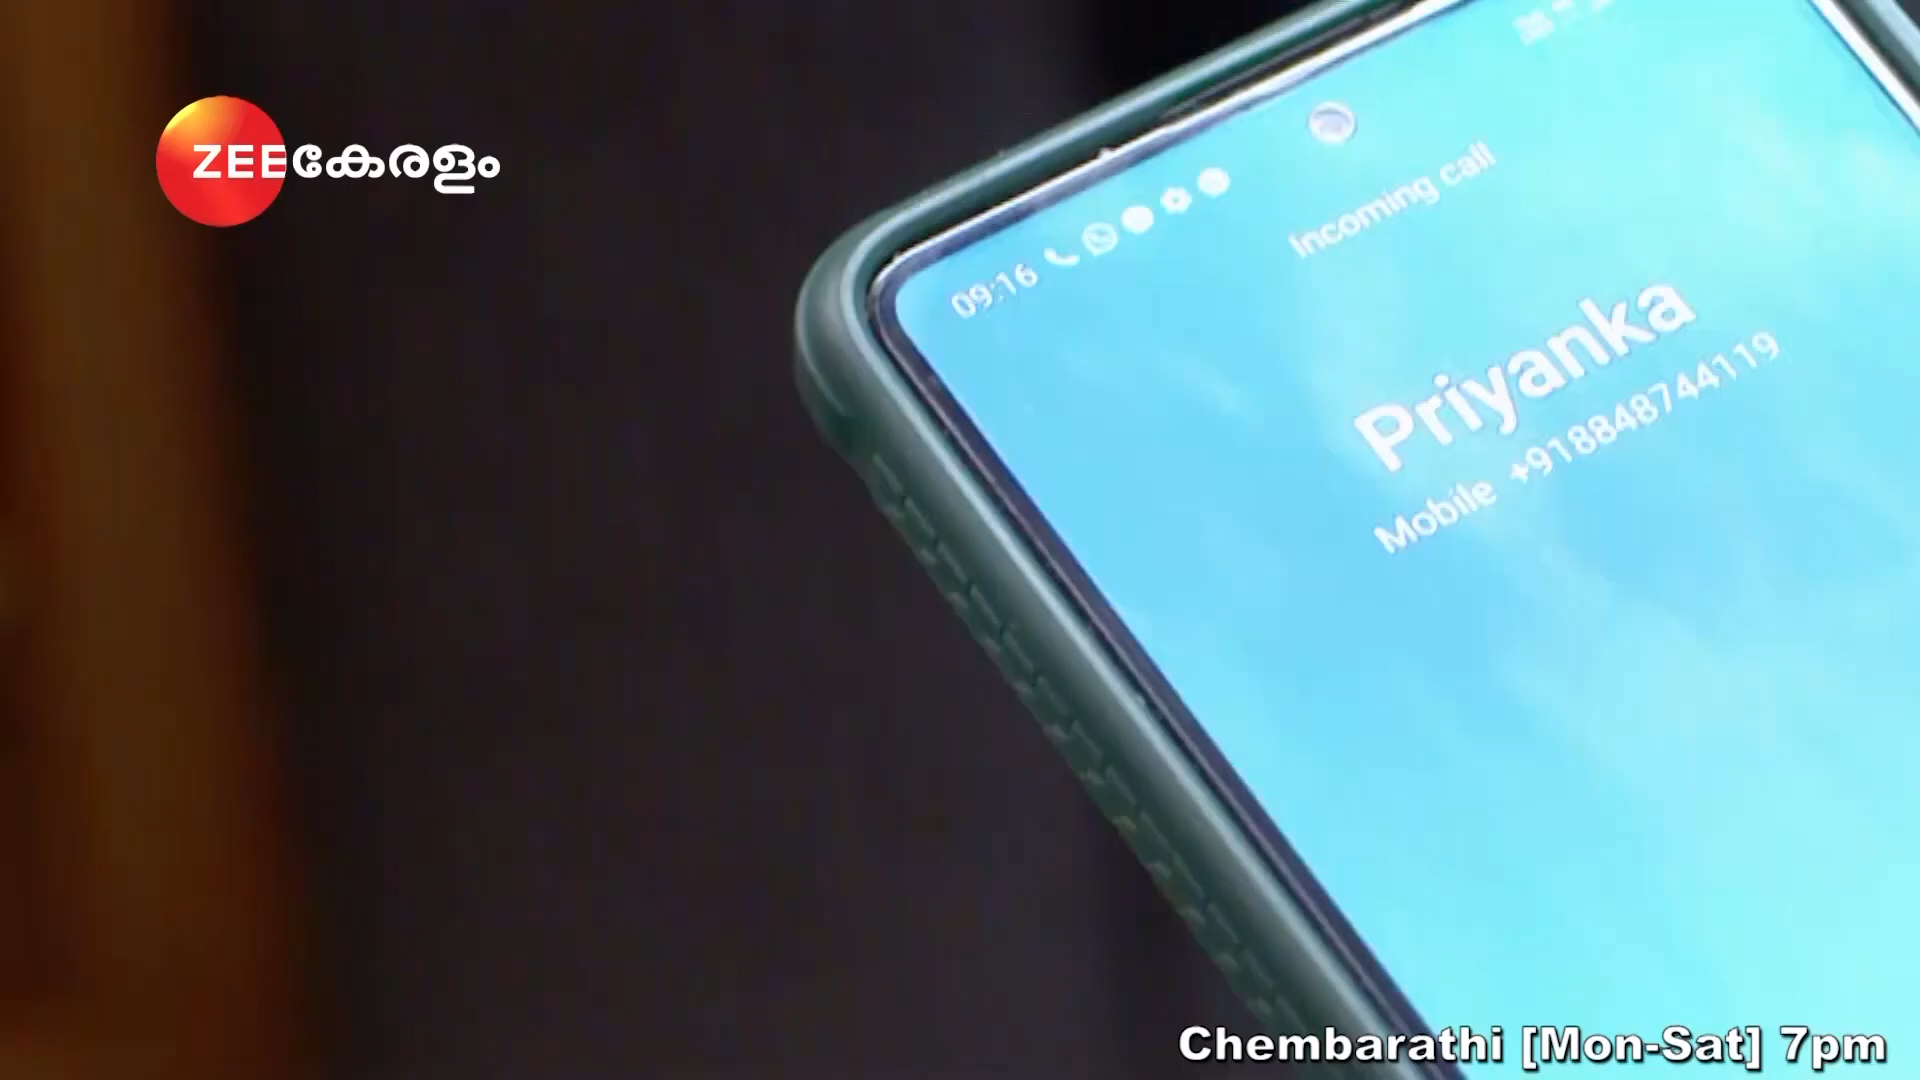 ZEEകേരളം
09:16
Incoming call
Priyanka
Mobile +918848744119
Chembarathi [Mon-Sat] 7pm